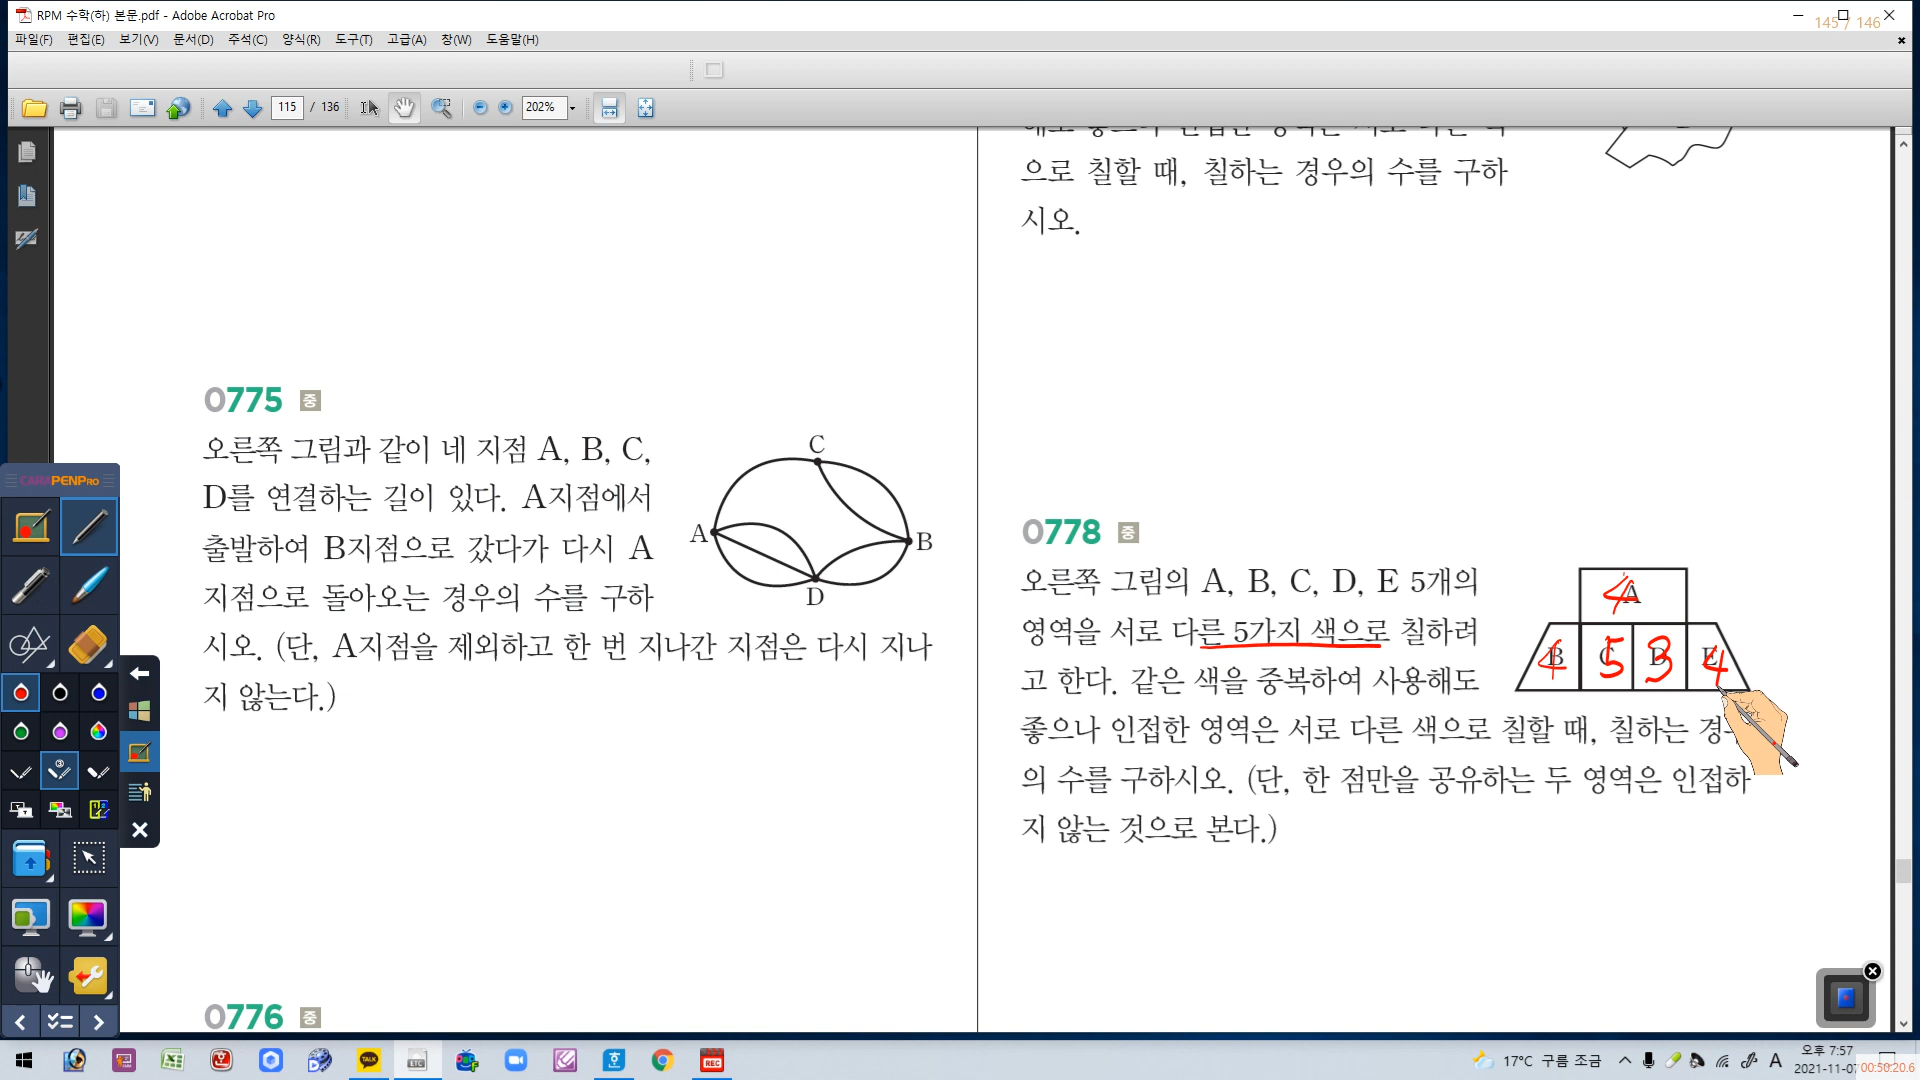 RPM 수학(하) 본문.pdf - Adobe Acrobat Pro
145 / 146
파일(F) 편집(E) 보기(V) 문서(D) 주석(C) 양식(R) 도구(T) 고급(A) 창(W) 도움말(H)
115 / 136 202%
으로 칠할 때, 칠하는 경우의 수를 구하
시오.
0775 중
오른쪽 그림과 같이 네 지점 A, B, C,
D를 연결하는 길이 있다. A지점에서
출발하여 B지점으로 갔다가 다시 A
지점으로 돌아오는 경우의 수를 구하
시오. (단, A지점을 제외하고 한 번 지나간 지점은 다시 지나
지 않는다.)
C
A
B
D
0776 중
0778 중
오른쪽 그림의 A, B, C, D, E 5개의
영역을 서로 다른 5가지 색으로 칠하려
고 한다. 같은 색을 중복하여 사용해도
좋으나 인접한 영역은 서로 다른 색으로 칠할 때, 칠하는 경
의 수를 구하시오. (단, 한 점만을 공유하는 두 영역은 인접하
지 않는 것으로 본다.)
A
4
B C D E
4 5 3 4
CARAPENPRO
TALK
LTC
REC
17°C 구름 조금
A
오후 7:57
2021-11-07
00:50:20.6